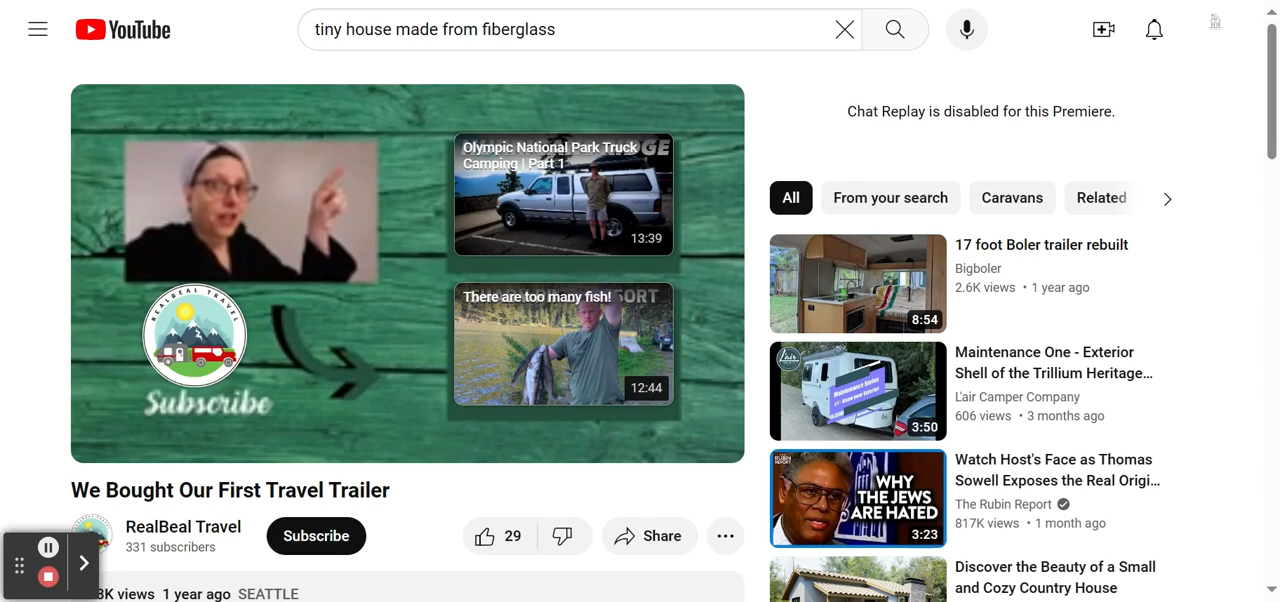 YouTube
tiny house made from fiberglass
Chat Replay is disabled for this Premiere.
Olympic National Park Truck
Camping | Part 1
13:39
There are too many fish!
12:44
REALBEAL TRAVEL
Subscribe
All
From your search
Caravans
Related
17 foot Boler trailer rebuilt
Bigboler
2.6K views • 1 year ago
8:54
Maintenance One - Exterior
Shell of the Trillium Heritage...
L'air Camper Company
606 views • 3 months ago
Lair
Maintenance Series
3:50
Watch Host's Face as Thomas
Sowell Exposes the Real Origi...
The Rubin Report
817K views • 1 month ago
RUBIN
REPORT
WHY
THE JEWS
ARE HATED
3:23
Discover the Beauty of a Small
and Cozy Country House
We Bought Our First Travel Trailer
RealBeal Travel
331 subscribers
Subscribe
29
Share
K views 1 year ago SEATTLE